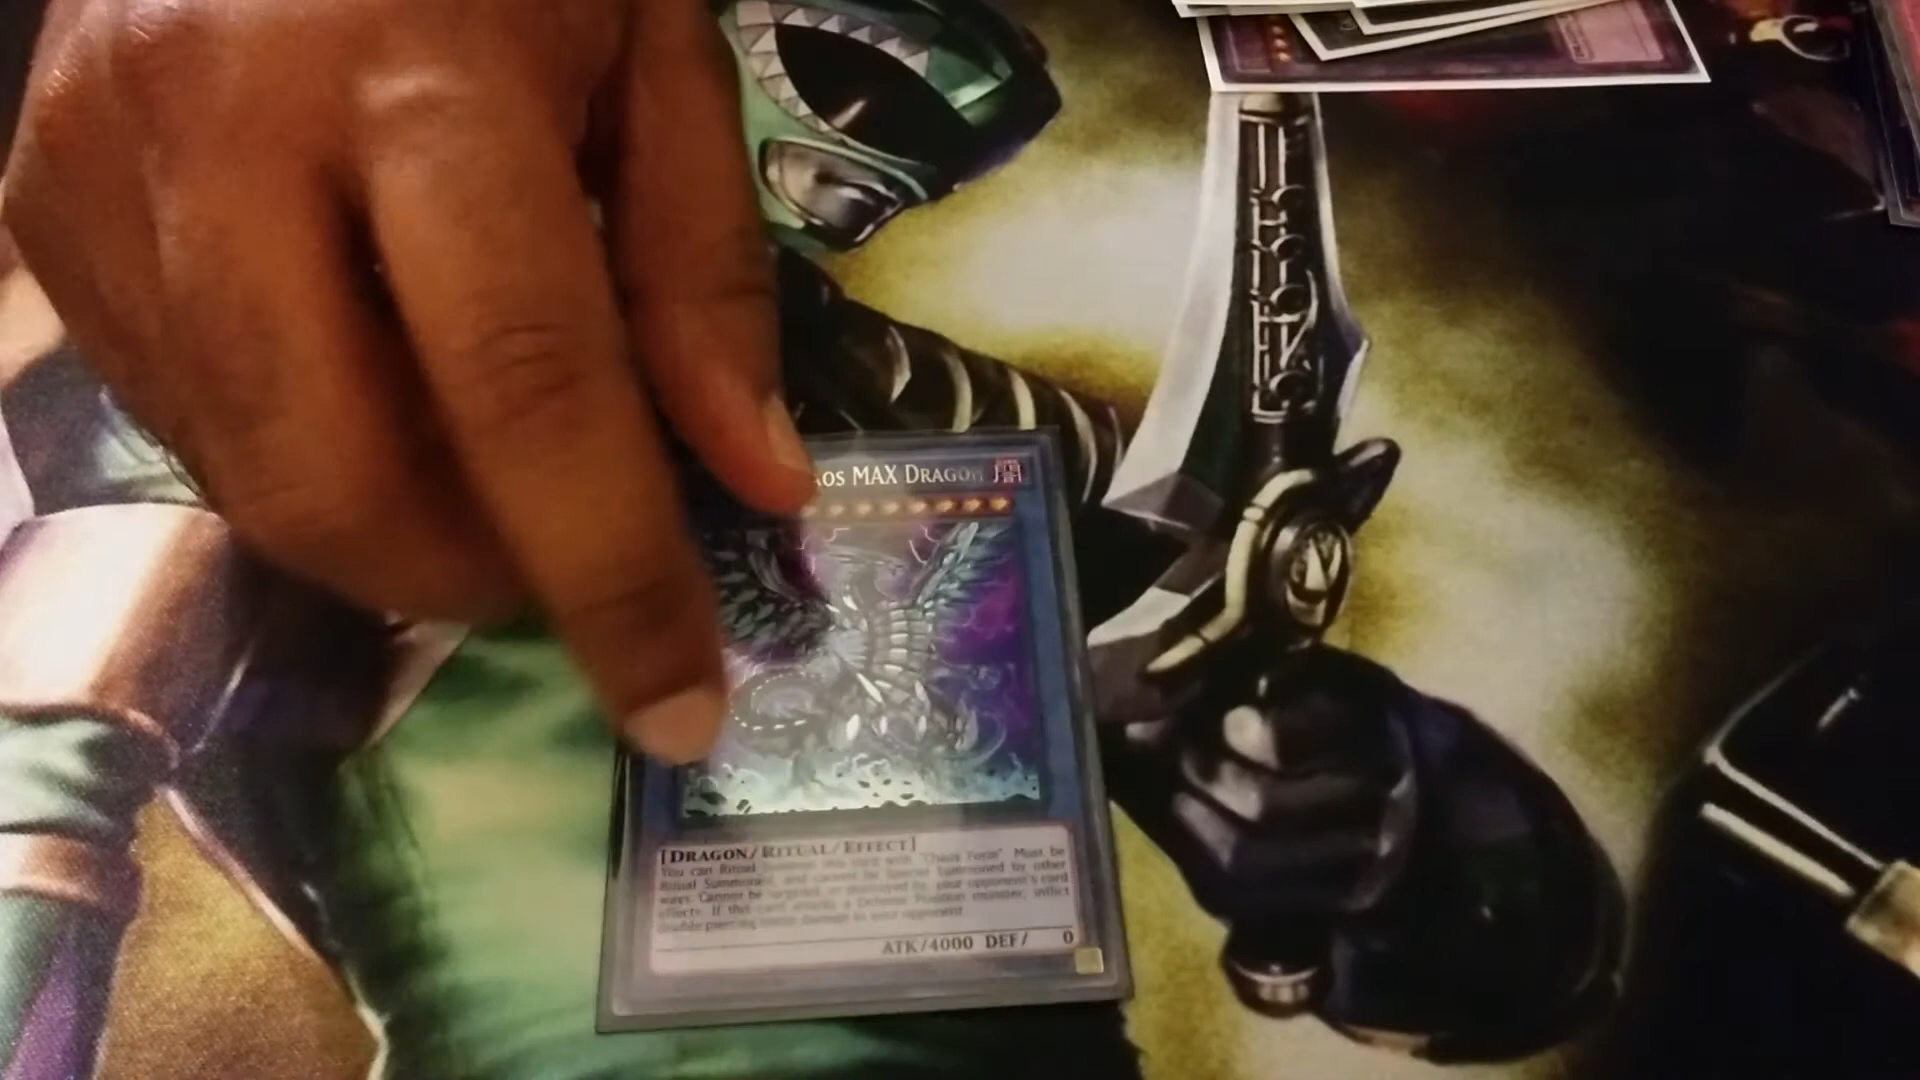 aos MAX Dragon
[Dragon/Ritual/Effect]
You can Ritual this card with "Chaos Form". Must be
Ritual Summoned, and cannot be Special Summoned by other
ways. Cannot be targeted, or destroyed by, your opponent's card
effects. If this card attacks a Defense Position monster, inflict
double piercing battle damage to your opponent.
ATK/4000 DEF/ 0